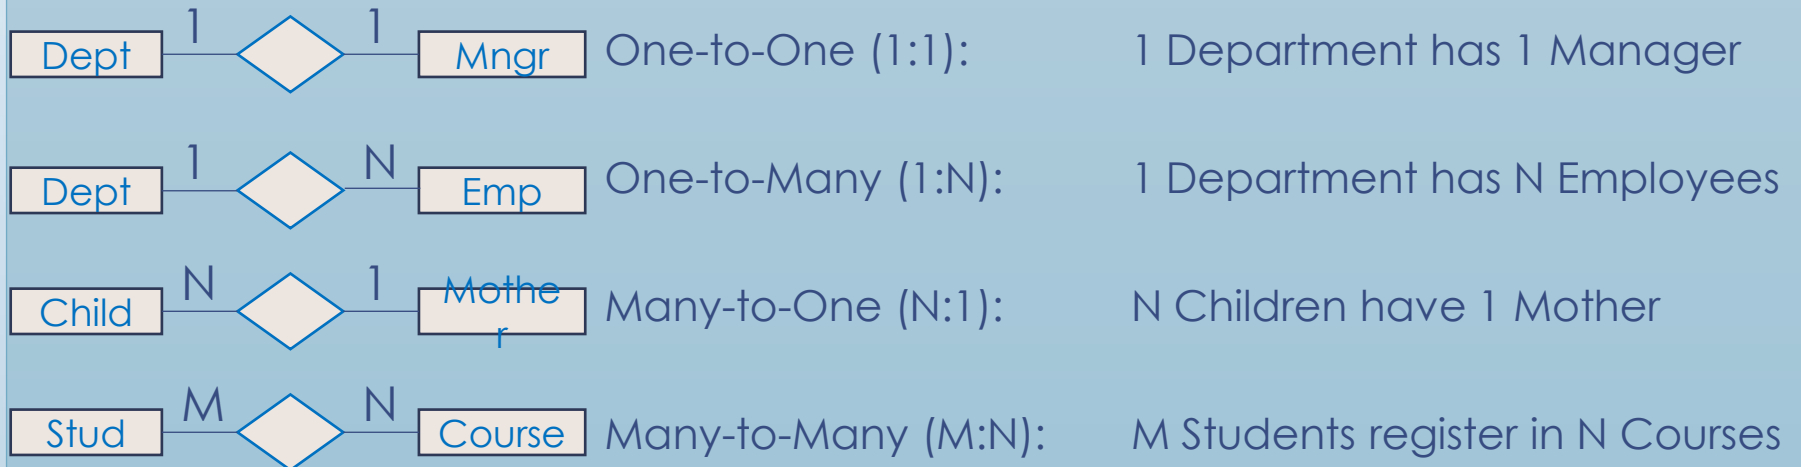 1 1
Dept Mngr One-to-One (1:1): 1 Department has 1 Manager
1 N
Dept Emp One-to-Many (1:N): 1 Department has N Employees
N 1
Child Mothe
r Many-to-One (N:1): N Children have 1 Mother
M N
Stud Course Many-to-Many (M:N): M Students register in N Courses